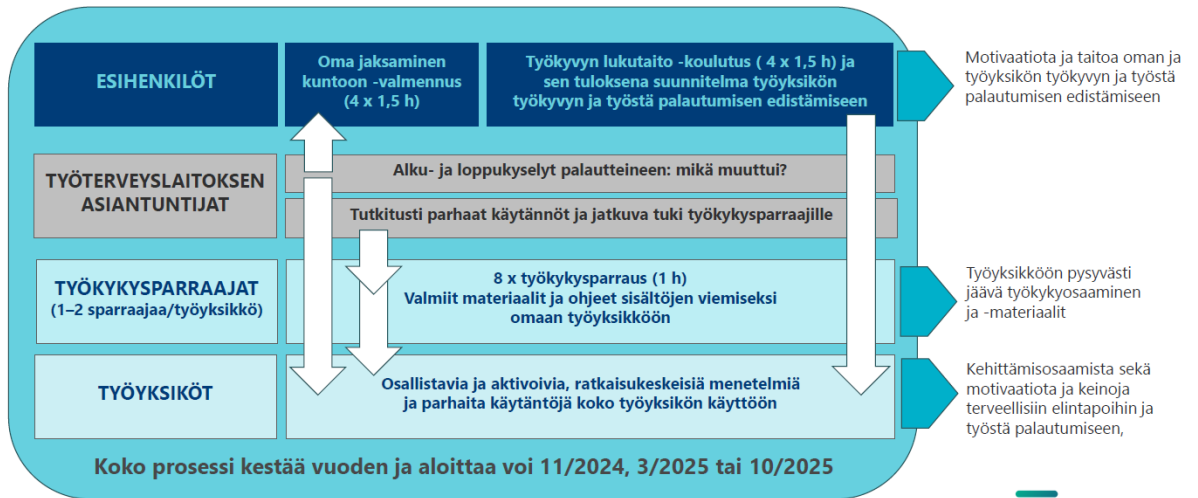 ESIHENKILÖT
Oma jaksaminen
kuntoon -valmennus
(4 x 1,5 h)
Työkyvyn lukutaito -koulutus ( 4 x 1,5 h) ja
sen tuloksena suunnitelma työyksikön
työkyvyn ja työstä palautumisen edistämiseen
Motivaatiota ja taitoa oman ja
työyksikön työkyvyn ja työstä
palautumisen edistämiseen
TYÖTERVEYSLAITOKSEN
ASIANTUNTIJAT
Alku- ja loppukyselyt palautteineen: mikä muuttui?
Tutkitusti parhaat käytännöt ja jatkuva tuki työkykysparraajille
TYÖKYKYSPARRAAJAT
(1–2 sparraajaa/työyksikkö)
8 x työkykysparraus (1 h)
Valmiit materiaalit ja ohjeet sisältöjen viemiseksi
omaan työyksikköön
Työyksikköön pysyvästi
jäävä työkykyosaaminen
ja -materiaalit
TYÖYKSIKÖT
Osallistavia ja aktivoivia, ratkaisukeskeisiä menetelmiä
ja parhaita käytäntöjä koko työyksikön käyttöön
Kehittämisosaamista sekä
motivaatiota ja keinoja
terveellisiin elintapoihin ja
työstä palautumiseen,
Koko prosessi kestää vuoden ja aloittaa voi 11/2024, 3/2025 tai 10/2025